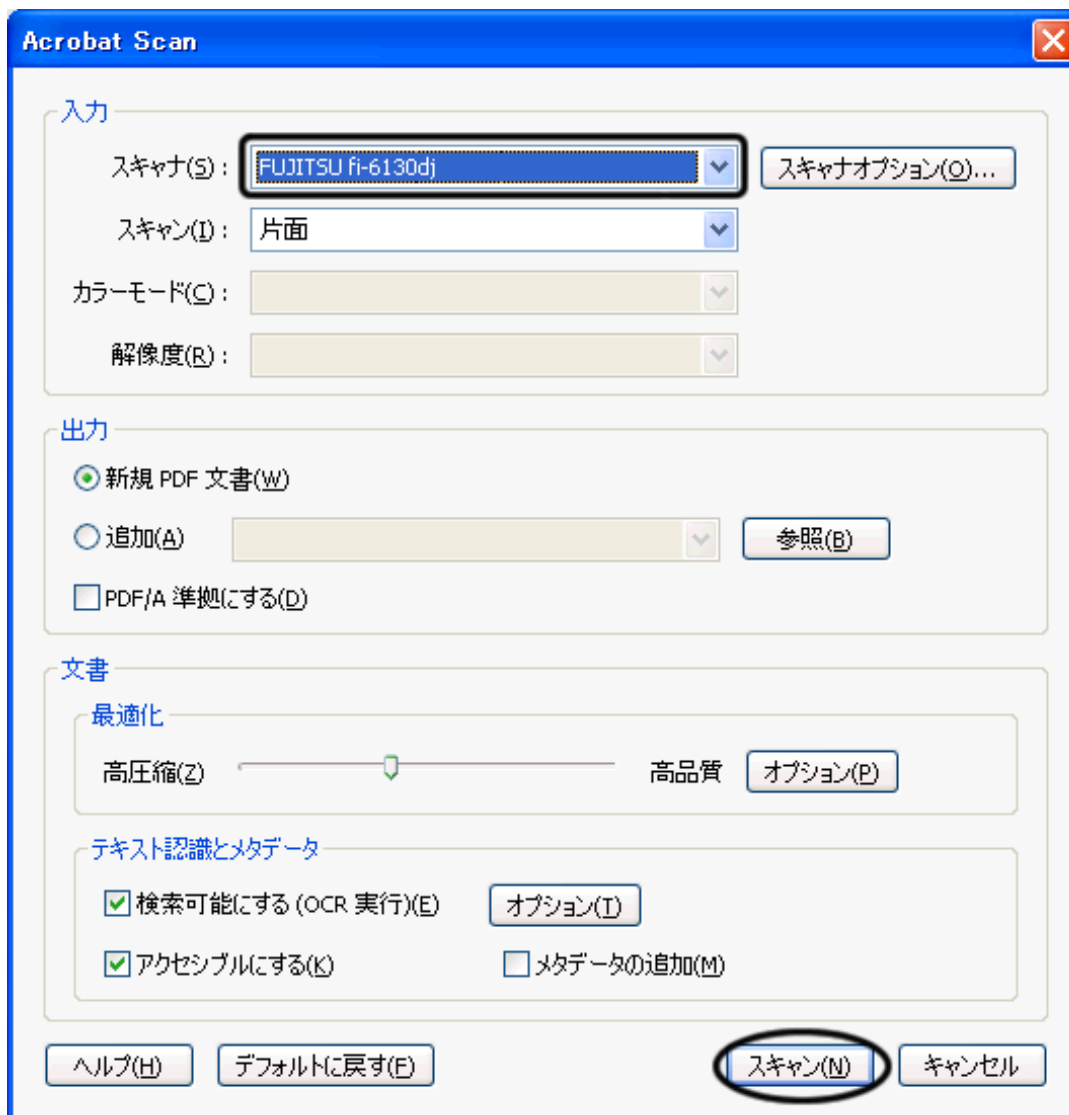 Acrobat Scan
入力
スキャナ(S) : FUJITSU fi-6130dj スキャナオプション(O)...
スキャン(I) : 片面
カラーモード(C) :
解像度(R) :
出力
新規 PDF 文書(W)
追加(A) 参照(B)
PDF/A 準拠にする(D)
文書
最適化
高圧縮(Z) 高品質 オプション(P)
テキスト認識とメタデータ
検索可能にする (OCR 実行)(E) オプション(T)
アクセシブルにする(K) メタデータの追加(M)
ヘルプ(H) デフォルトに戻す(F) スキャン(N) キャンセル